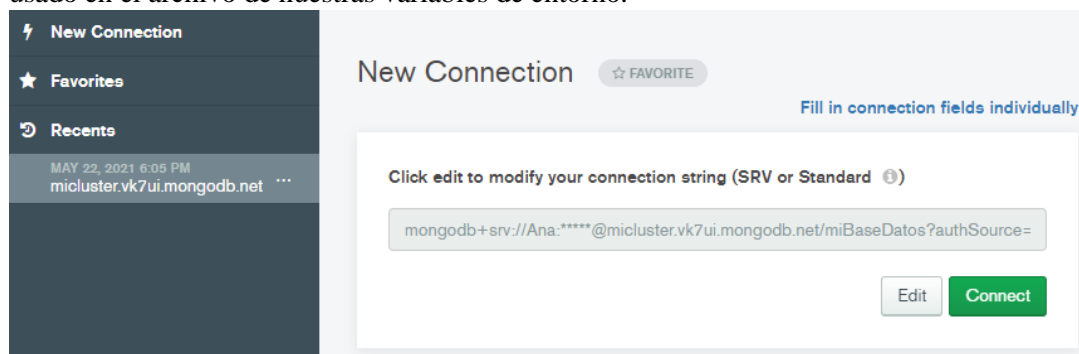 usado en el archivo de nuestras variables de entorno.
New Connection
Favorites
Recents
MAY 22, 2021 6:05 PM
micluster.vk7ui.mongodb.net ...
New Connection
☆ FAVORITE
Fill in connection fields individually
Click edit to modify your connection string (SRV or Standard ⓘ)
mongodb+srv://Ana:*****@micluster.vk7ui.mongodb.net/miBaseDatos?authSource=
Edit
Connect